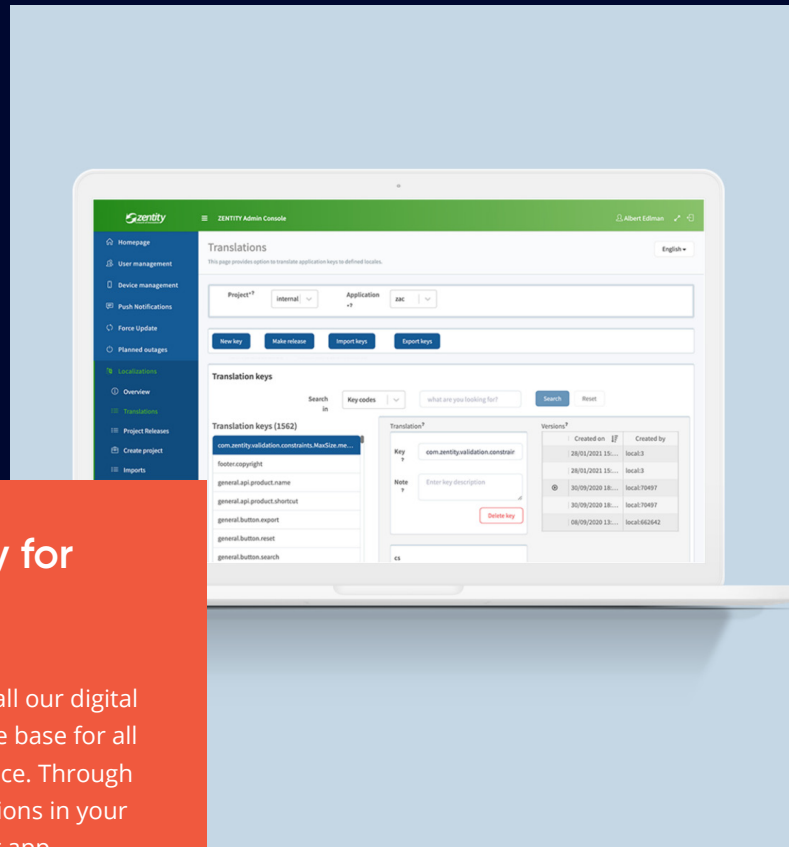 zentity
ZENTITY Admin Console
Albert Edlman
Homepage
User management
Device management
Push Notifications
Force Update
Planned outages
Localizations
Overview
Translations
Project Releases
Create project
Imports
Translations
This page provides option to translate application keys to defined locales.
English
Project*? internal Application *? zac
New key Make release Import keys Export keys
Translation keys
Search in Key codes what are you looking for? Search Reset
Translation keys (1562)
com.zentity.validation.constraints.MaxSize.me...
footer.copyright
general.api.product.name
general.api.product.shortcut
general.button.export
general.button.reset
general.button.search
Translation?
Key ? com.zentity.validation.constrair
Note ? Enter key description
Delete key
cs
Versions?
Created on Created by
28/01/2021 15:... local:3
28/01/2021 15:... local:3
30/09/2020 18:... local:70497
30/09/2020 18:... local:70497
08/09/2020 13:... local:662642
y for
all our digital
e base for all
ce. Through
ions in your
app